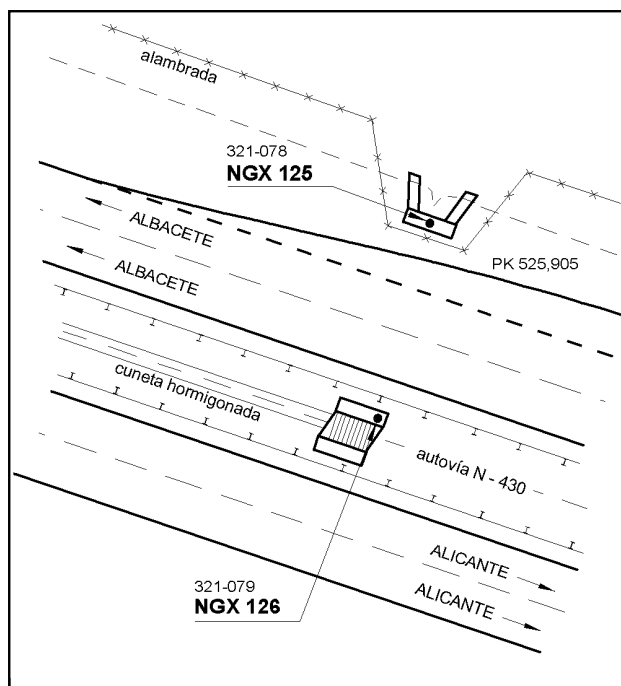 alambrada
321-078
NGX 125
ALBACETE
ALBACETE
PK 525,905
cuneta hormigonada
autovía N - 430
ALICANTE
ALICANTE
321-079
NGX 126